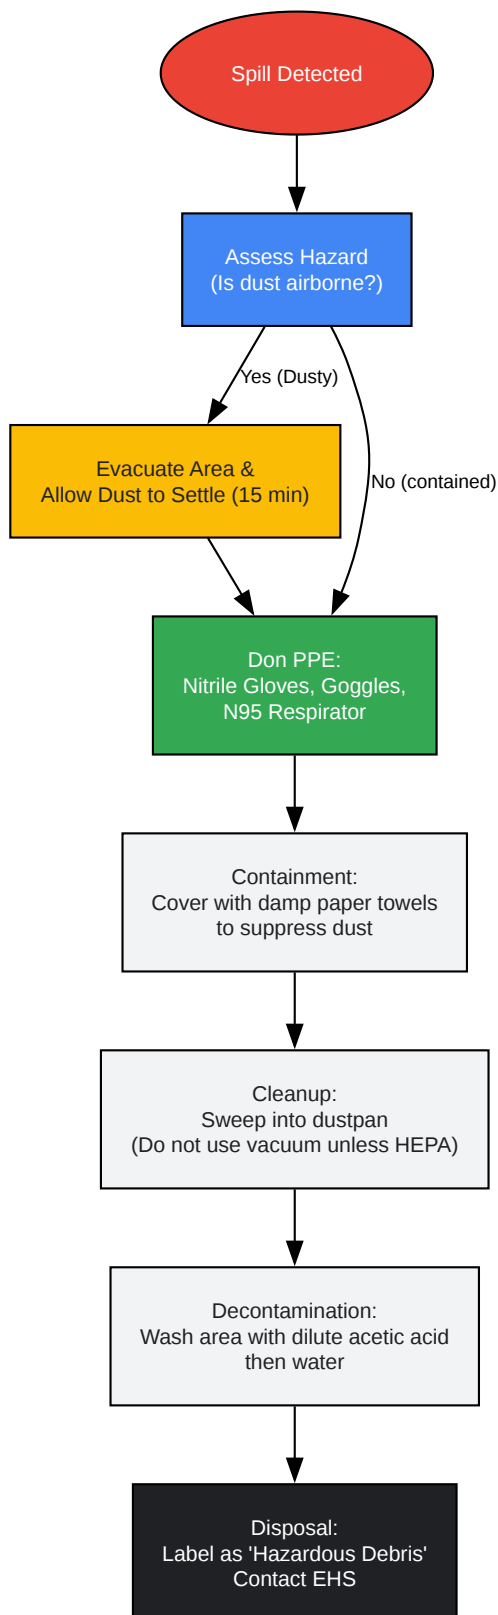 Spill Detected
Assess Hazard
(Is dust airborne?)
Yes (Dusty)
Evacuate Area &
Allow Dust to Settle (15 min)
No (contained)
Don PPE:
Nitrile Gloves, Goggles,
N95 Respirator
Containment:
Cover with damp paper towels
to suppress dust
Cleanup:
Sweep into dustpan
(Do not use vacuum unless HEPA)
Decontamination:
Wash area with dilute acetic acid
then water
Disposal:
Label as 'Hazardous Debris'
Contact EHS